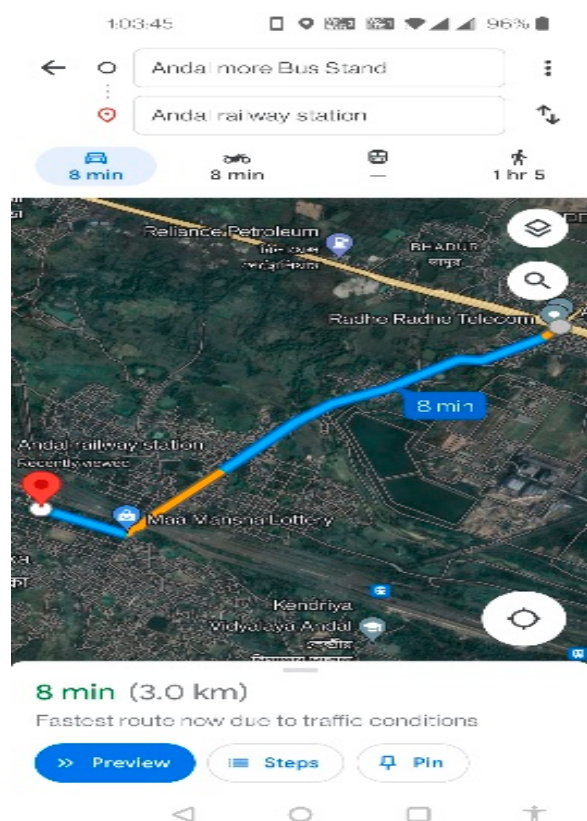 1:03:45 96%
Andal more Bus Stand
Andal railway station
8 min 8 min — 1 hr 5
Reliance Petroleum
BHADUR
Radhe Radhe Telecom
8 min
Andal railway station
Recently viewed
Maa Mansha Lottery
Kendriya
Vidyalaya Andal
8 min (3.0 km)
Fastest route now due to traffic conditions
Preview Steps Pin